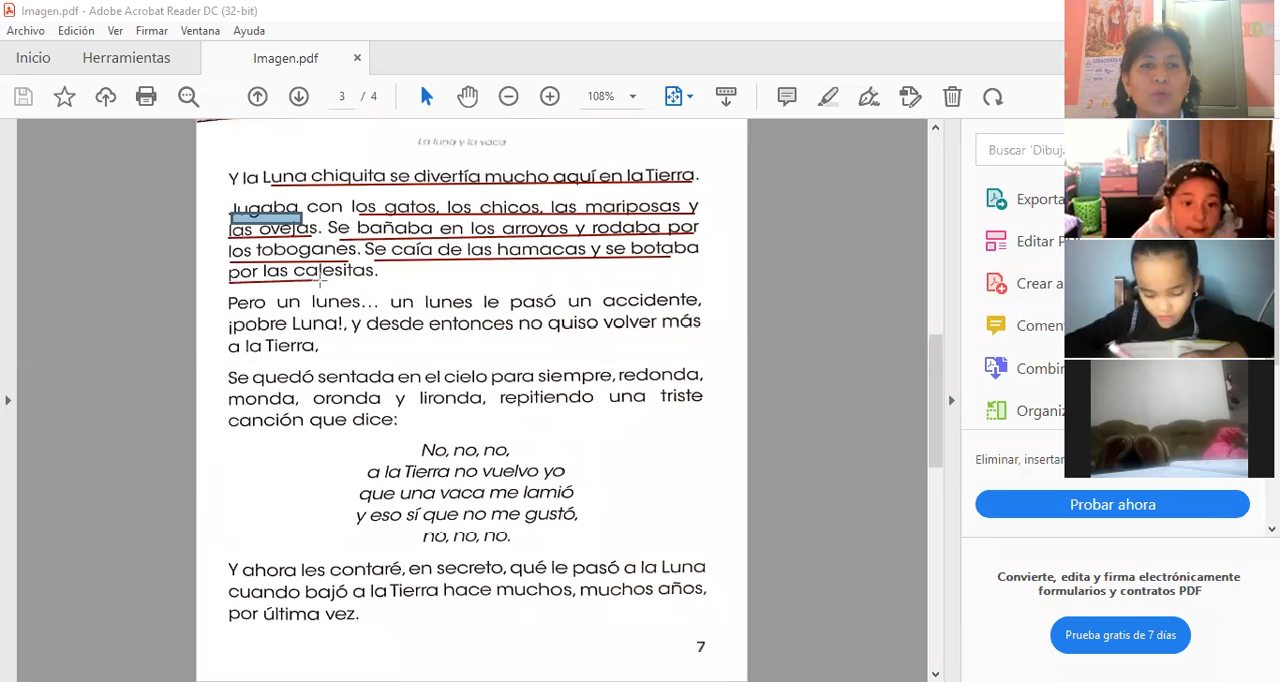 Imagen.pdf - Adobe Acrobat Reader DC (32-bit)
Archivo Edición Ver Firmar Ventana Ayuda
Inicio Herramientas Imagen.pdf ×
3 / 4 108%
La luna y la vaca
Y la Luna chiquita se divertía mucho aquí en la Tierra.
Jugaba con los gatos, los chicos, las mariposas y
las ovejas. Se bañaba en los arroyos y rodaba por
los toboganes. Se caía de las hamacas y se botaba
por las calesitas.
Pero un lunes... un lunes le pasó un accidente,
¡pobre Luna!, y desde entonces no quiso volver más
a la Tierra,
Se quedó sentada en el cielo para siempre, redonda,
monda, oronda y lironda, repitiendo una triste
canción que dice:
No, no, no,
a la Tierra no vuelvo yo
que una vaca me lamió
y eso sí que no me gustó,
no, no, no.
Y ahora les contaré, en secreto, qué le pasó a la Luna
cuando bajó a la Tierra hace muchos, muchos años,
por última vez.
7
Buscar 'Dibuj
Exporta
Editar PD
Crear a
Comen
Combin
Organiz
Eliminar, insertar
Probar ahora
Convierte, edita y firma electrónicamente
formularios y contratos PDF
Prueba gratis de 7 días